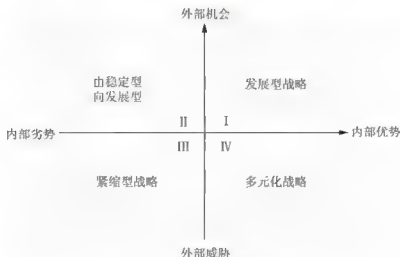 外部机会
由稳定型
向发展型
发展型战略
II
I
内部劣势
内部优势
III
IV
紧缩型战略
多元化战略
外部威胁